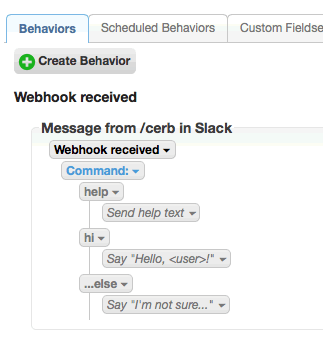 Behaviors Scheduled Behaviors Custom Fieldse
Create Behavior
Webhook received
Message from /cerb in Slack
Webhook received
Command:
help
Send help text
hi
Say "Hello, <user>!"
...else
Say "I'm not sure..."